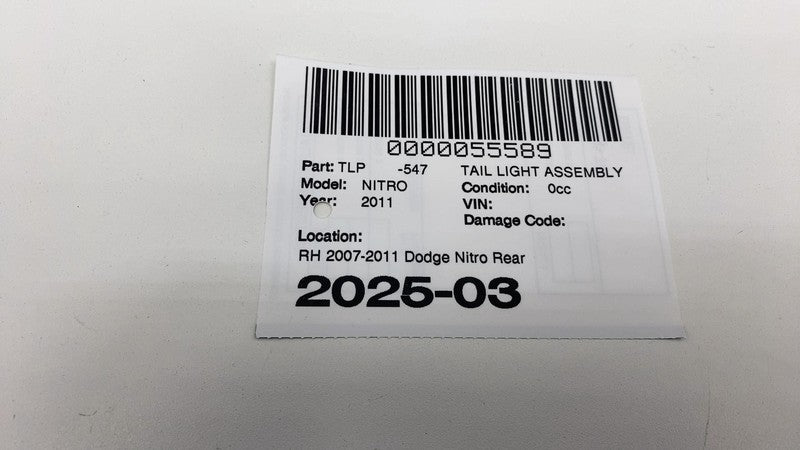 0000055589
Part: TLP -547 TAIL LIGHT ASSEMBLY
Model: NITRO Condition: 0cc
Year: 2011 VIN:
Damage Code:
Location:
RH 2007-2011 Dodge Nitro Rear
2025-03